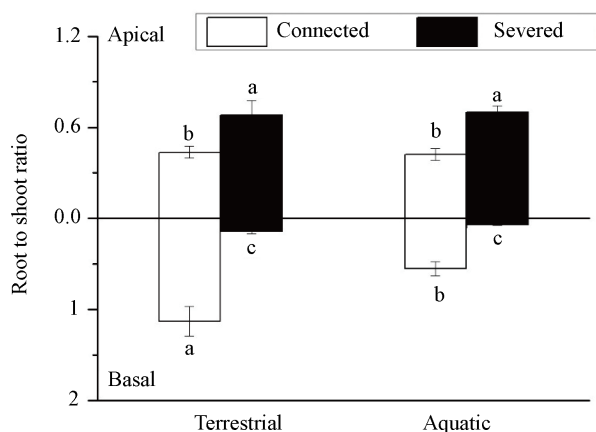 1.2
Apical
Connected
Severed
a
a
0.6
b
b
0.0
c
c
b
1
a
Basal
2
Terrestrial
Aquatic
Root to shoot ratio